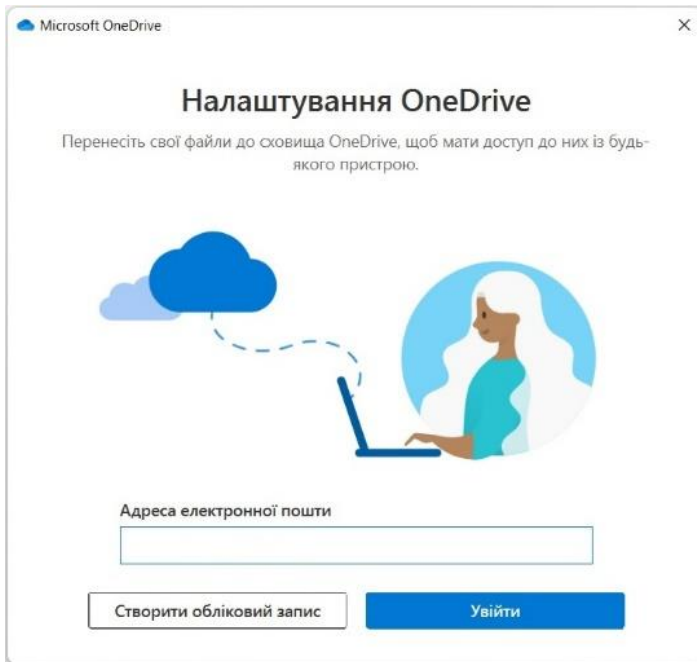 Microsoft OneDrive
Налаштування OneDrive
Перенесіть свої файли до сховища OneDrive, щоб мати доступ до них із будь-
якого пристрою.
Адреса електронної пошти
Створити обліковий запис
Увійти